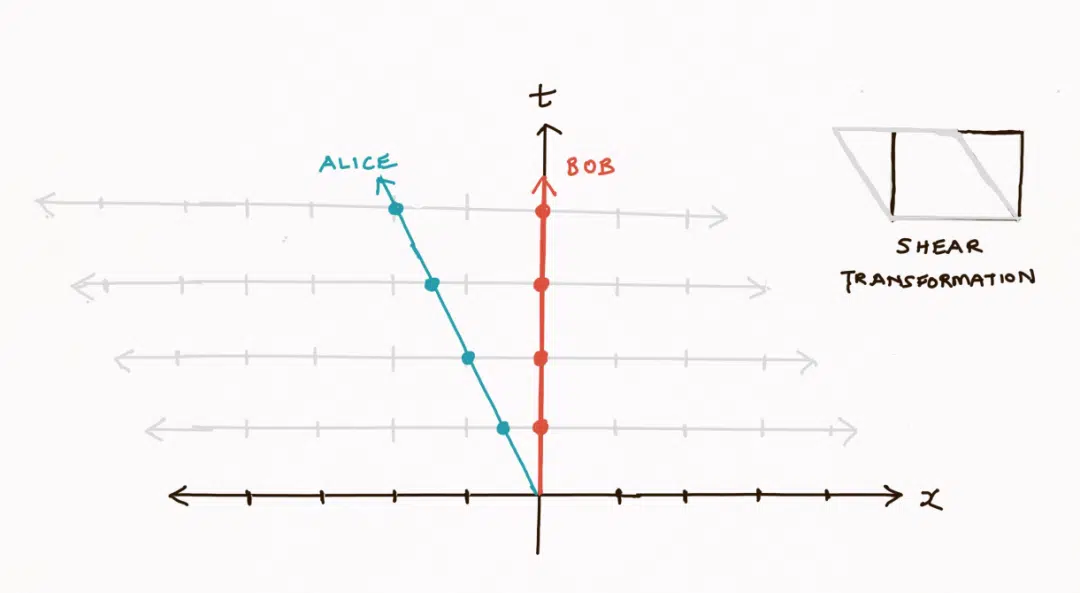 t
ALICE
BOB
SHEAR
TRANSFORMATION
x